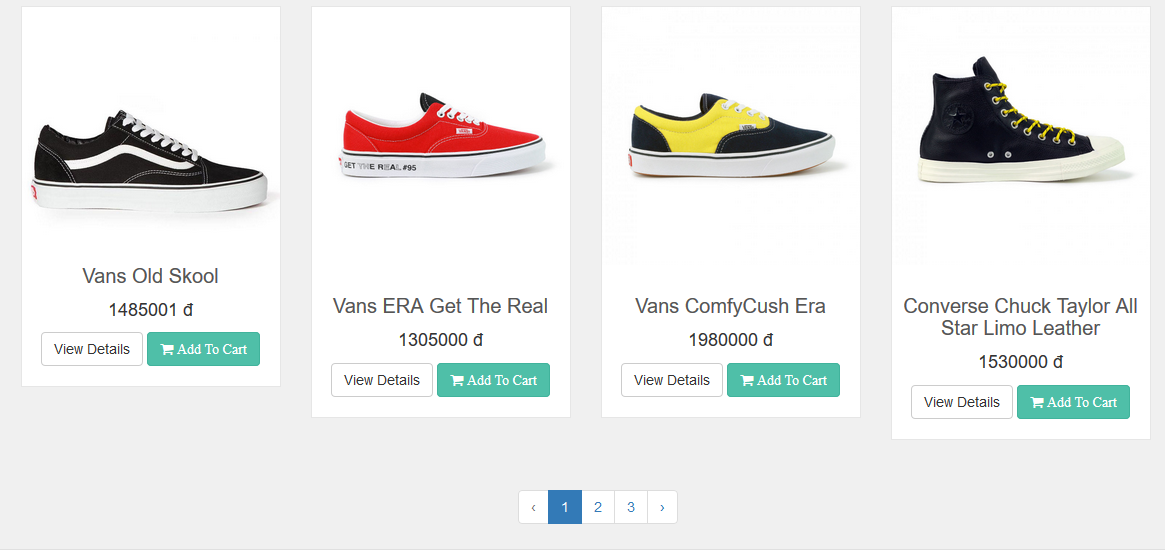 GET THE REAL #95
Vans Old Skool
1485001 đ
View Details
Add To Cart
Vans ERA Get The Real
1305000 đ
View Details
Add To Cart
Vans ComfyCush Era
1980000 đ
View Details
Add To Cart
Converse Chuck Taylor All
Star Limo Leather
1530000 đ
View Details
Add To Cart
‹ 1 2 3 ›